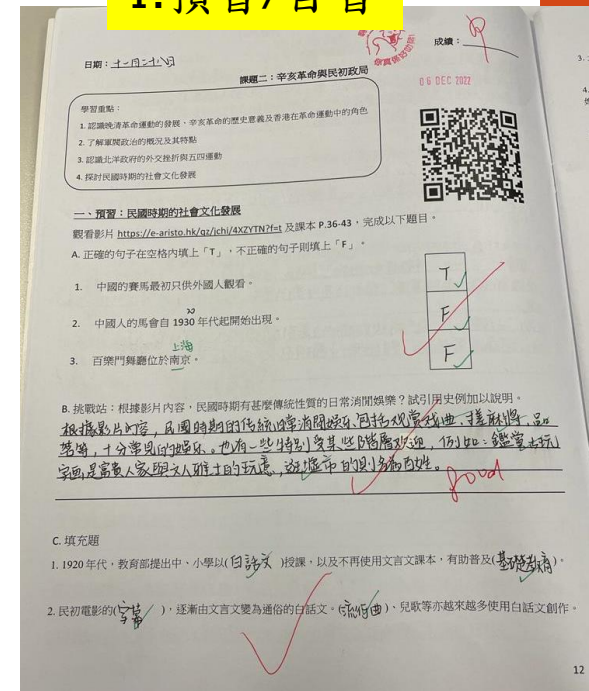 1.預習/自習
日期：十一月二十八日
成績：
課題二：辛亥革命與民初政局
06 DEC 2022
學習重點：
1. 認識晚清革命運動的發展、辛亥革命的歷史意義及香港在革命運動中的角色
2. 了解軍閥政治的概況及其特點
3. 認識北洋政府的外交挫折與五四運動
4. 探討民國時期的社會文化發展
一、預習：民國時期的社會文化發展
觀看影片 https://e-aristo.hk/qz/jchi/4XZYTN?f=t 及課本 P.36-43，完成以下題目。
A. 正確的句子在空格內填上「T」，不正確的句子則填上「F」。
1. 中國的賽馬最初只供外國人觀看。
T
20
2. 中國人的馬會自 1930 年代起開始出現。
F
上海
3. 百樂門舞廳位於南京。
F
B. 挑戰站：根據影片內容，民國時期有甚麼傳統性質的日常消閒娛樂？試引用史例加以說明。
根據影片內容，民國時期的傳統日常消閒娛乐包括观赏戏曲、搓麻將、品
茗等，十分常見的娛乐。也有一些特別受某些階層欢迎，例如：鑑賞古玩
字画是富貴人家與文人雅士的玩意，逛墟市的則多為百姓。
good
C. 填充題
1. 1920 年代，教育部提出中、小學以(白話文)授課，以及不再使用文言文課本，有助普及(基礎教育)。
2. 民初電影的(字幕)，逐漸由文言文變為通俗的白話文。(流行曲)、兒歌等亦越來越多使用白話文創作。
12